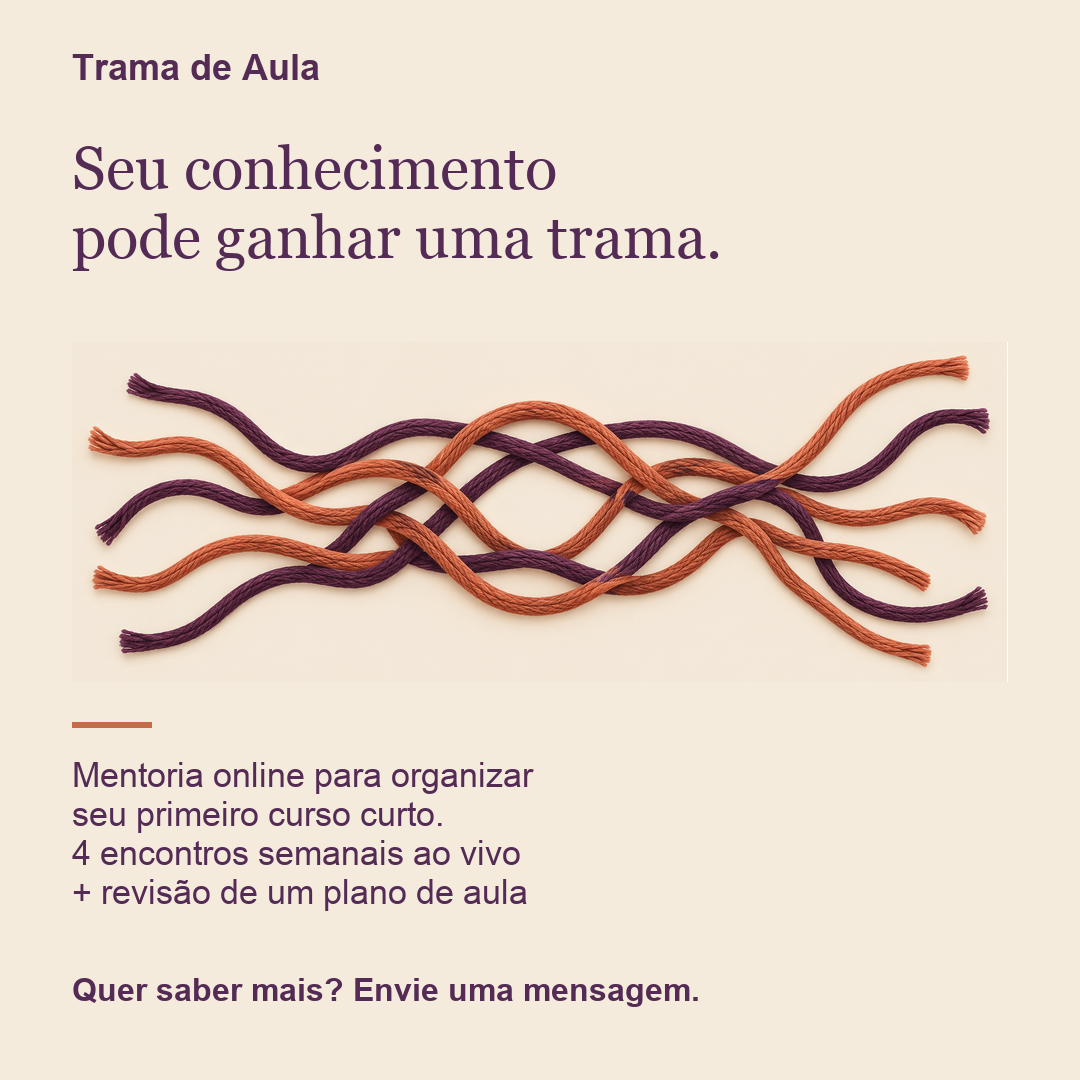 Trama de Aula
Seu conhecimento
pode ganhar uma trama.
Mentoria online para organizar
seu primeiro curso curto.
4 encontros semanais ao vivo
+ revisão de um plano de aula
Quer saber mais? Envie uma mensagem.